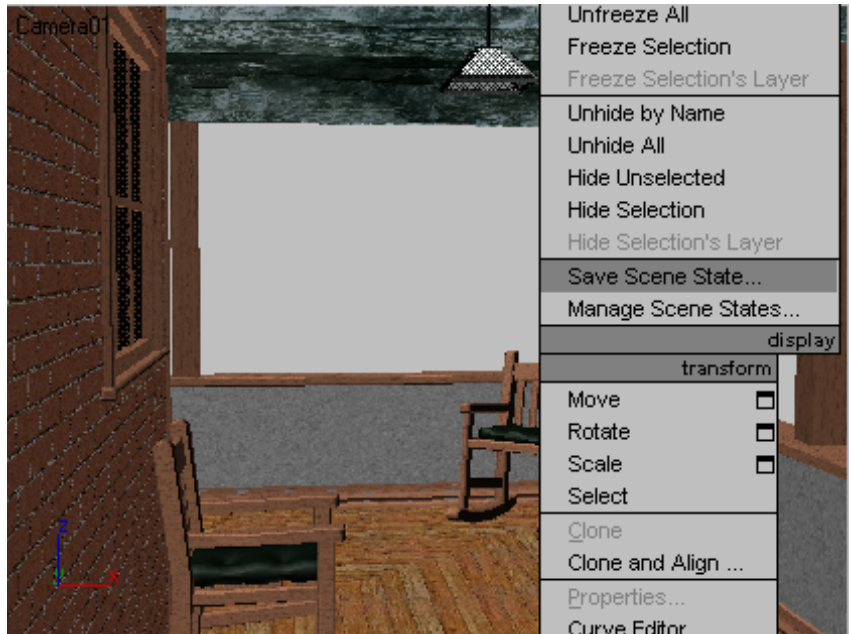 Camera01
Unfreeze All
Freeze Selection
Freeze Selection's Layer
Unhide by Name
Unhide All
Hide Unselected
Hide Selection
Hide Selection's Layer
Save Scene State...
Manage Scene States...
display
transform
Move
Rotate
Scale
Select
Clone
Clone and Align ...
Properties...
Curve Editor
z
y
x